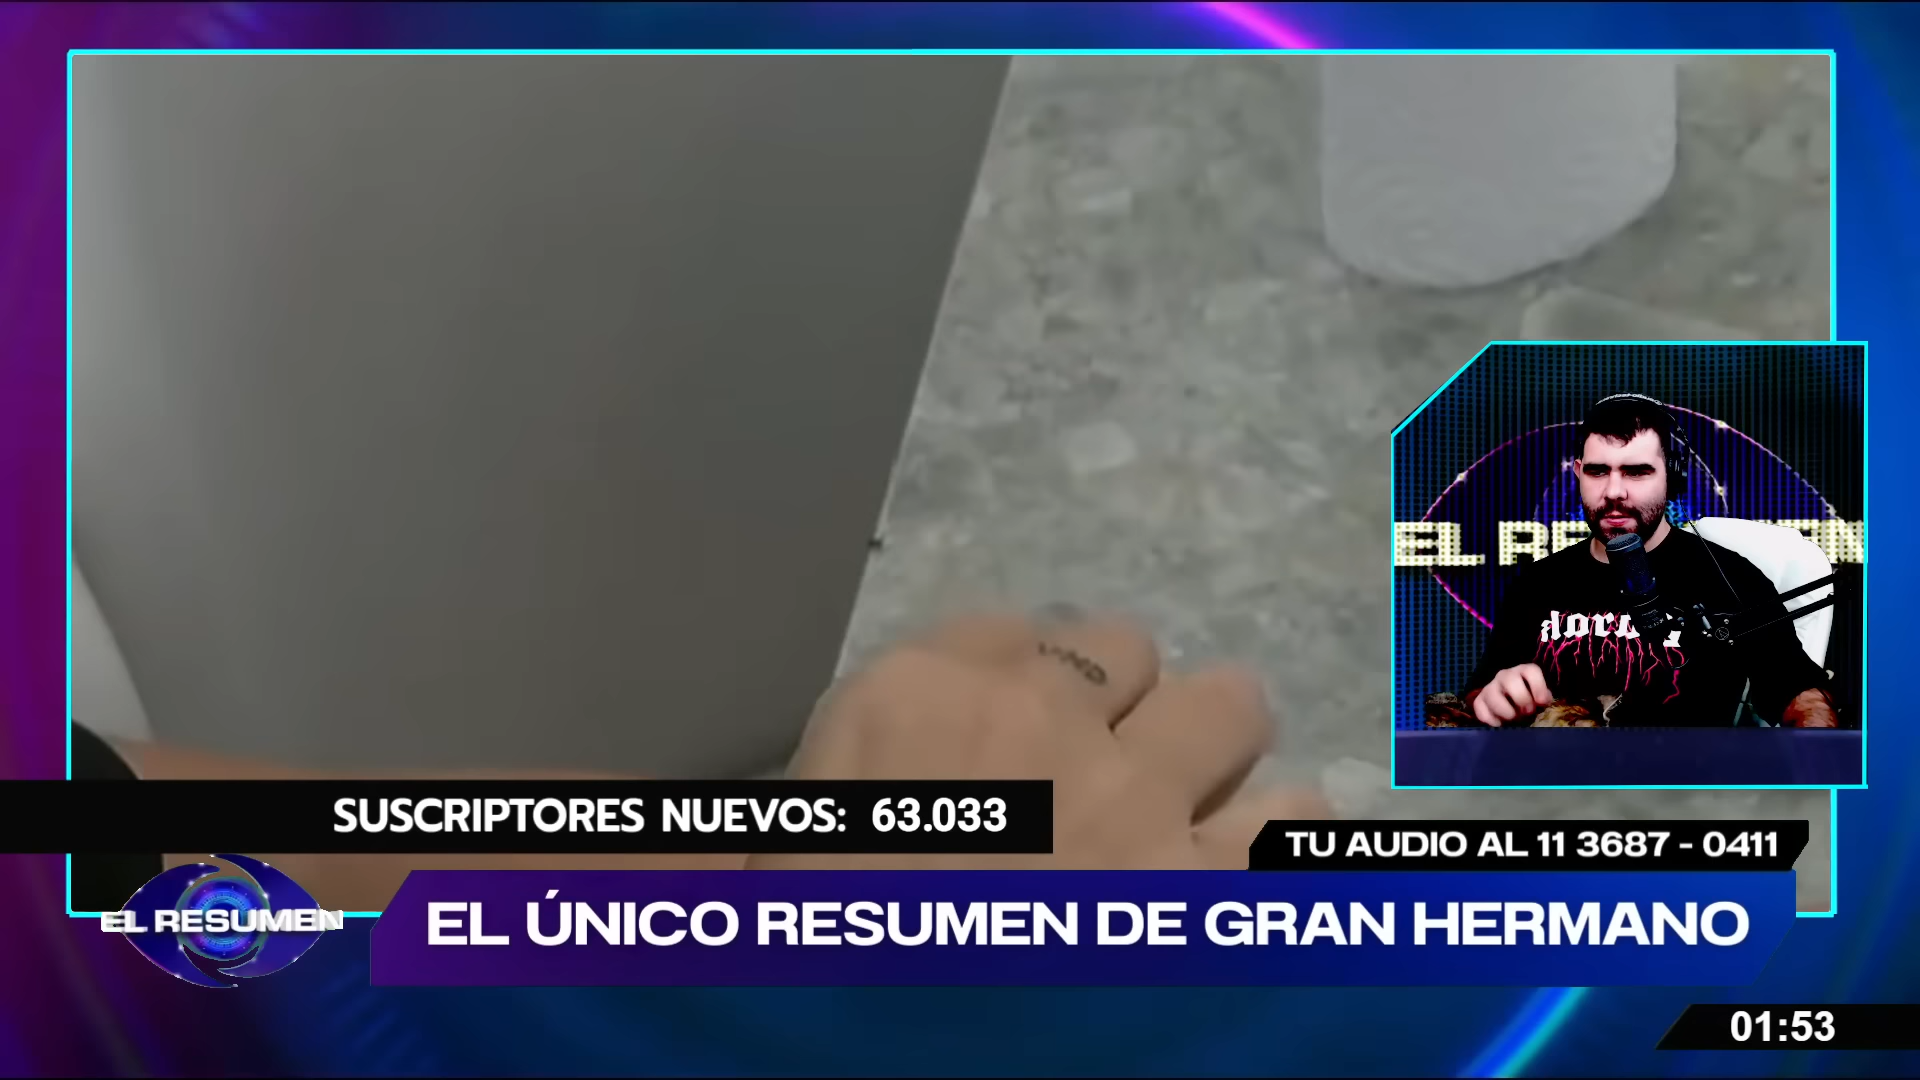 SUSCRIPTORES NUEVOS: 63.033
TU AUDIO AL 11 3687 - 0411
EL RESUMEN
EL ÚNICO RESUMEN DE GRAN HERMANO
01:53